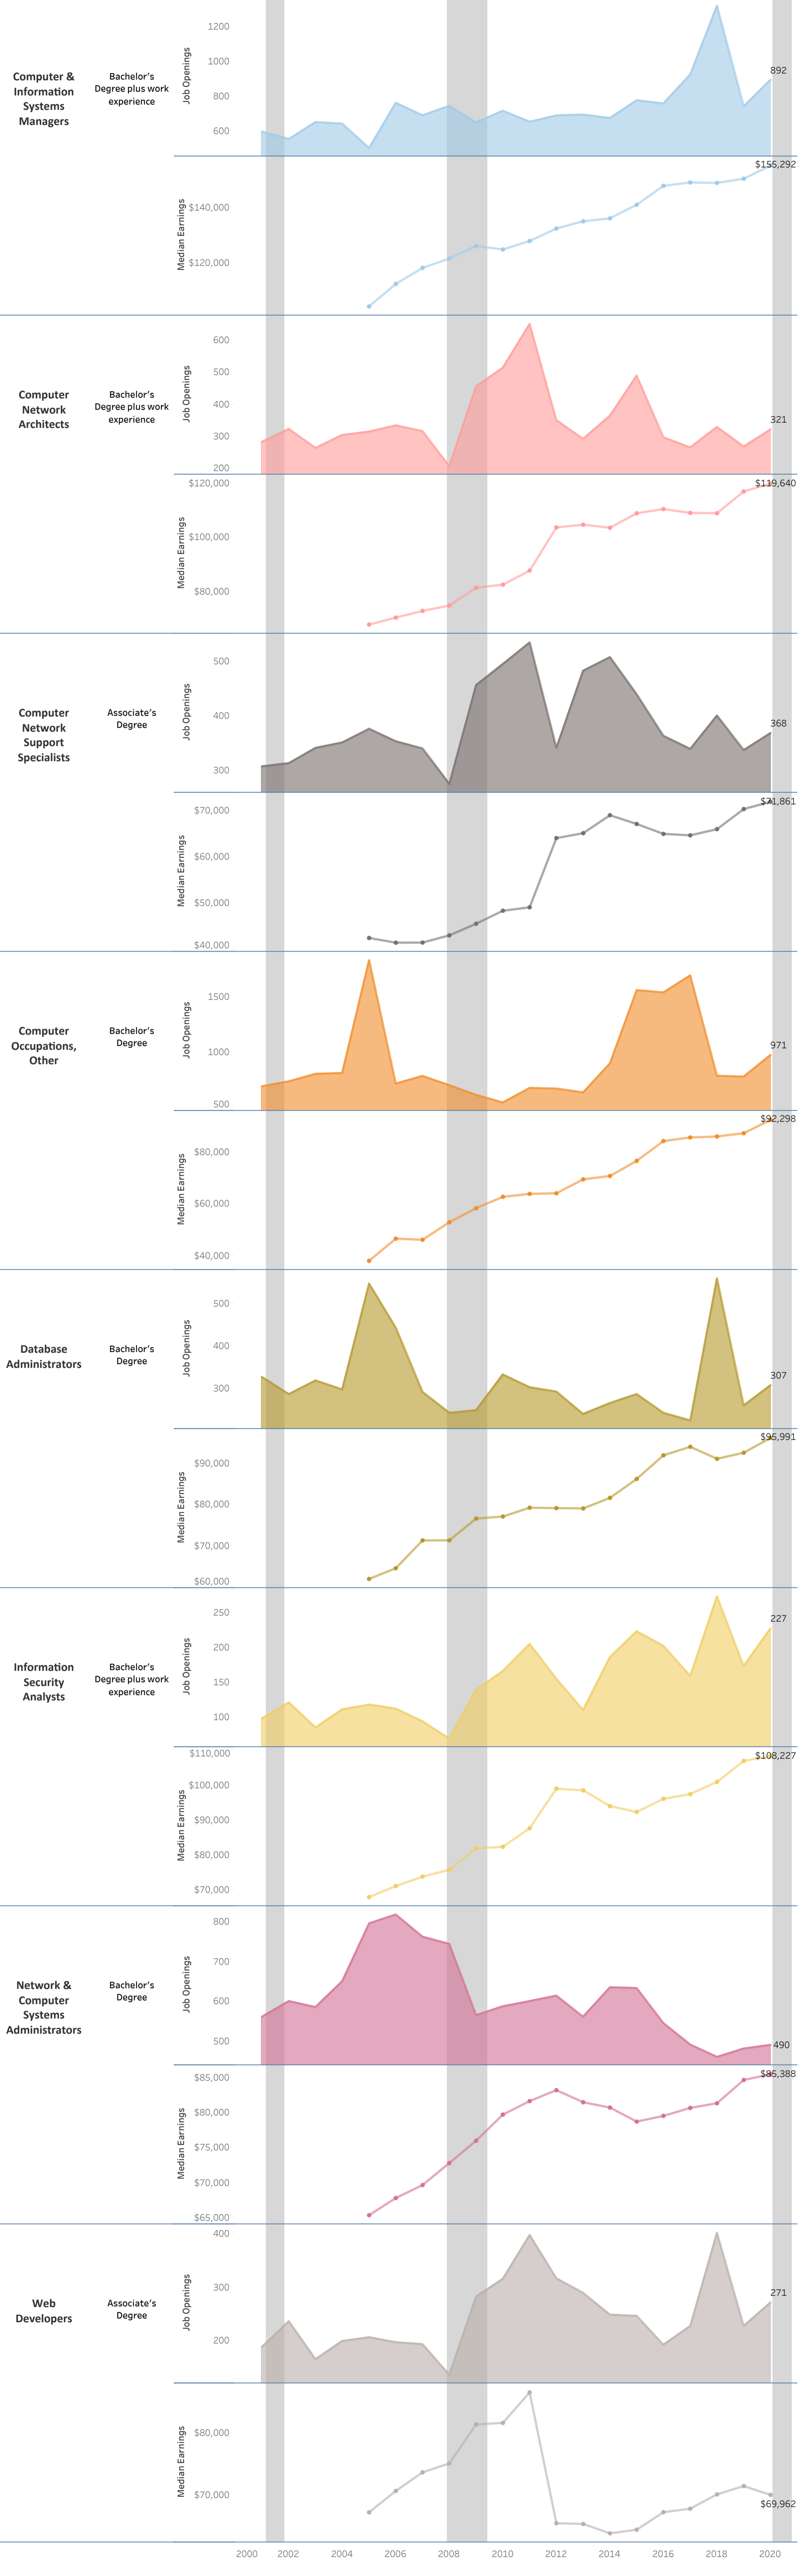 Computer &
Information
Systems
Managers
Bachelor's
Degree plus work
experience
Job Openings
1200
1000
800
600
892
Median Earnings
$140,000
$120,000
$155,292
Computer
Network
Architects
Bachelor's
Degree plus work
experience
Job Openings
600
500
400
300
200
321
Median Earnings
$120,000
$100,000
$80,000
$119,640
Computer
Network
Support
Specialists
Associate's
Degree
Job Openings
500
400
300
368
Median Earnings
$70,000
$60,000
$50,000
$40,000
$71,861
Computer
Occupations,
Other
Bachelor's
Degree
Job Openings
1500
1000
500
971
Median Earnings
$80,000
$60,000
$40,000
$92,298
Database
Administrators
Bachelor's
Degree
Job Openings
500
400
300
307
Median Earnings
$90,000
$80,000
$70,000
$60,000
$95,991
Information
Security
Analysts
Bachelor's
Degree plus work
experience
Job Openings
250
200
150
100
227
Median Earnings
$110,000
$100,000
$90,000
$80,000
$70,000
$108,227
Network &
Computer
Systems
Administrators
Bachelor's
Degree
Job Openings
800
700
600
500
490
Median Earnings
$85,000
$80,000
$75,000
$70,000
$65,000
$85,388
Web
Developers
Associate's
Degree
Job Openings
400
300
200
271
Median Earnings
$80,000
$70,000
$69,962
2000 2002 2004 2006 2008 2010 2012 2014 2016 2018 2020